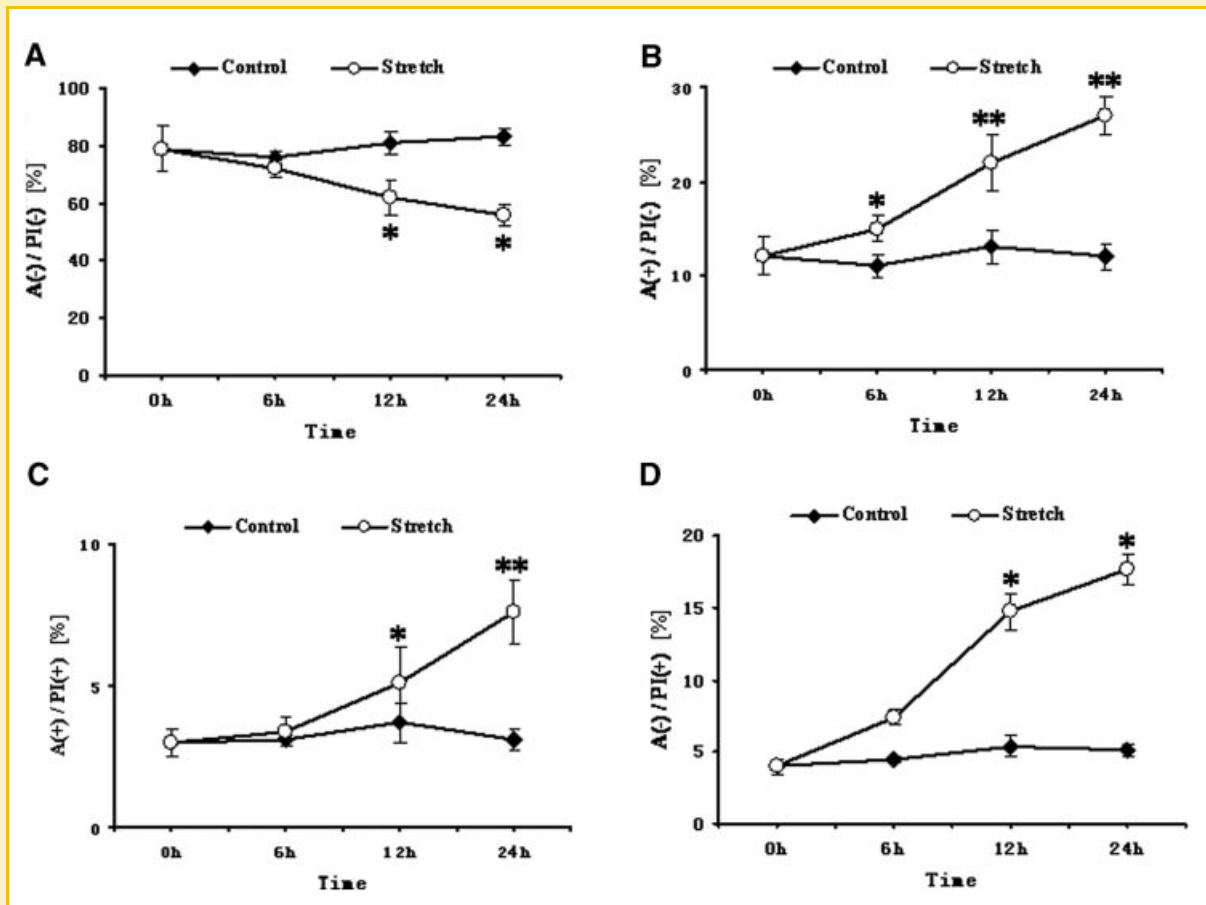 A
Control Stretch
100
80
60
40
20
0
A(-) / PI(-) [%]
* *
0h 6h 12h 24h
Time
B
Control Stretch
30
20
10
0
A(+) / PI(-) [%]
* ** **
0h 6h 12h 24h
Time
C
Control Stretch
10
5
0
A(+) / PI(+) [%]
* **
0h 6h 12h 24h
Time
D
Control Stretch
20
15
10
5
0
A(-) / PI(+) [%]
* *
0h 6h 12h 24h
Time